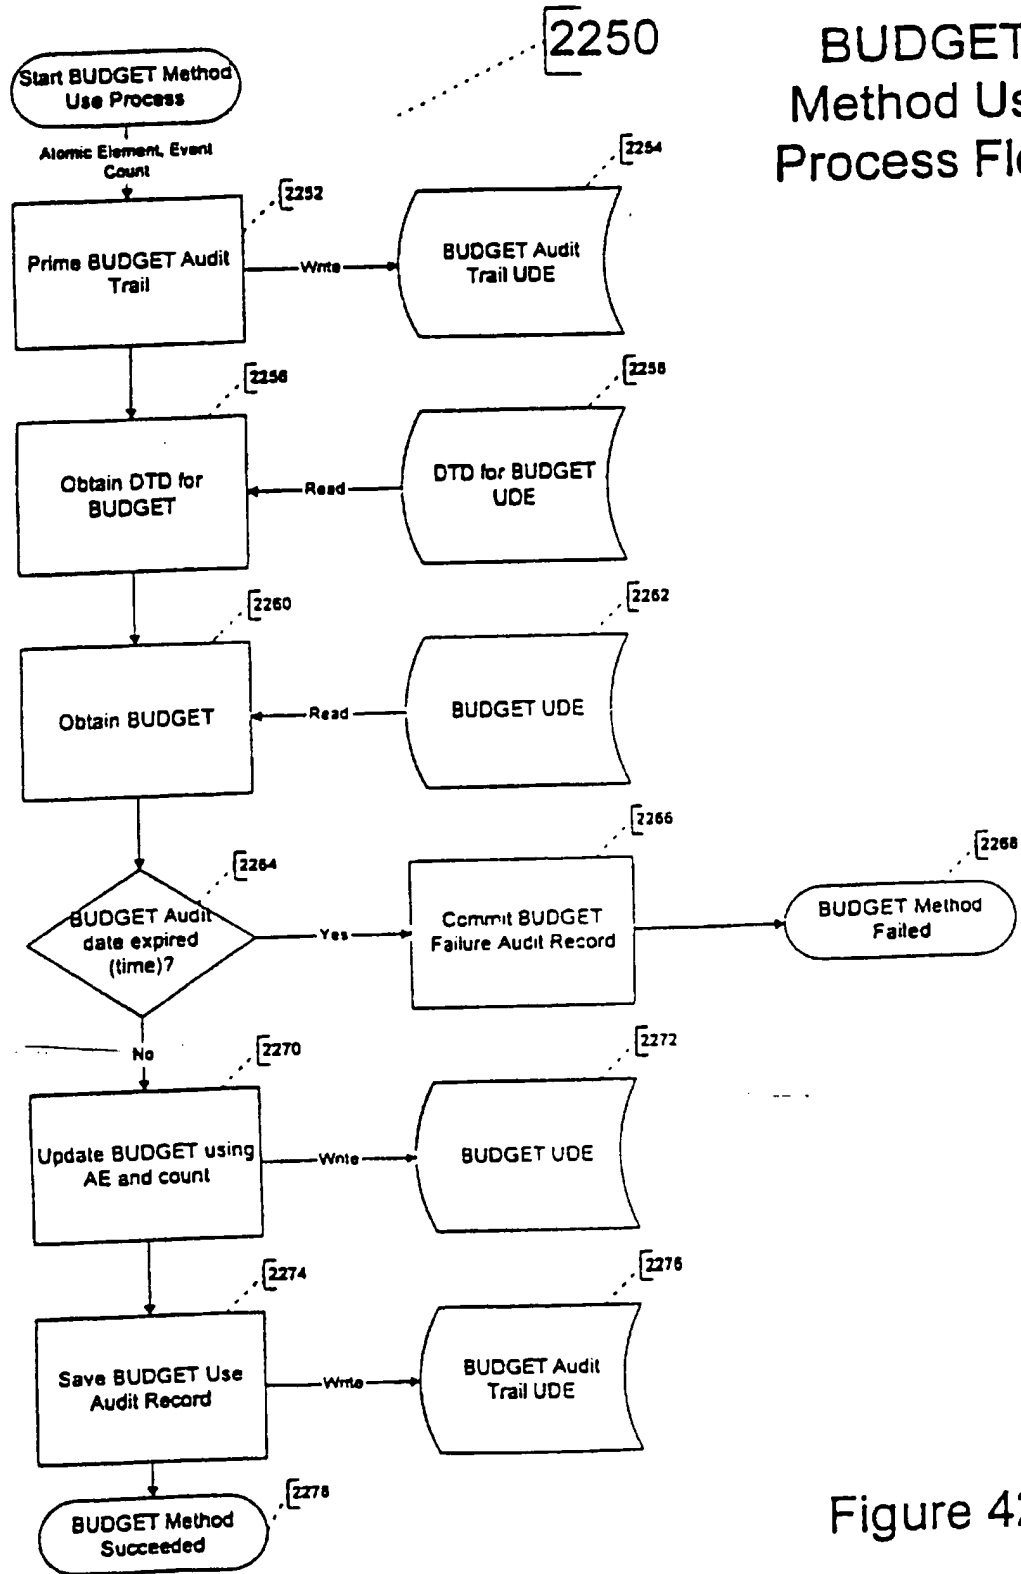 2250
BUDGET
Method Us
Process Flo
Start BUDGET Method
Use Process
Atomic Element, Event
Count
2252
2254
Prime BUDGET Audit
Trail
Write
BUDGET Audit
Trail UDE
2256
2258
Obtain DTD for
BUDGET
Read
DTD for BUDGET
UDE
2260
2262
Obtain BUDGET
Read
BUDGET UDE
2264
2266
2268
BUDGET Audit
date expired
(time)?
Yes
Commit BUDGET
Failure Audit Record
BUDGET Method
Failed
No
2270
2272
Update BUDGET using
AE and count
Write
BUDGET UDE
2274
2276
Save BUDGET Use
Audit Record
Write
BUDGET Audit
Trail UDE
2278
BUDGET Method
Succeeded
Figure 42